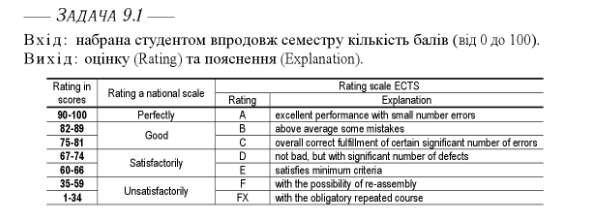 ЗАДАЧА 9.1
Вхід: набрана студентом впродовж семестру кількість балів (від 0 до 100).
Вихід: оцінку (Rating) та пояснення (Explanation).
Rating in scores Rating a national scale Rating scale ECTS
Rating Explanation
90-100 Perfectly A excellent performance with small number errors
82-89 Good B above average some mistakes
75-81 C overall correct fulfillment of certain significant number of errors
67-74 Satisfactorily D not bad, but with significant number of defects
60-66 E satisfies minimum criteria
35-59 Unsatisfactorily F with the possibility of re-assembly
1-34 FX with the obligatory repeated course